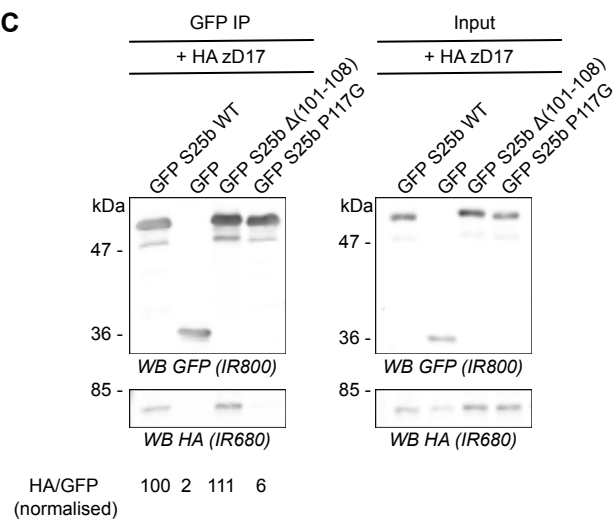 C
GFP IP
+ HA zD17
GFP S25b WT
GFP
GFP S25b Δ(101-108)
GFP S25b P117G
kDa
47 -
36 -
WB GFP (IR800)
85 -
WB HA (IR680)
HA/GFP
(normalised)
100 2 111 6
Input
+ HA zD17
GFP S25b WT
GFP
GFP S25b Δ(101-108)
GFP S25b P117G
kDa
47 -
36 -
WB GFP (IR800)
85 -
WB HA (IR680)